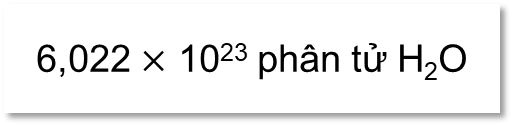 6,022 × 10²³ phân tử H₂O